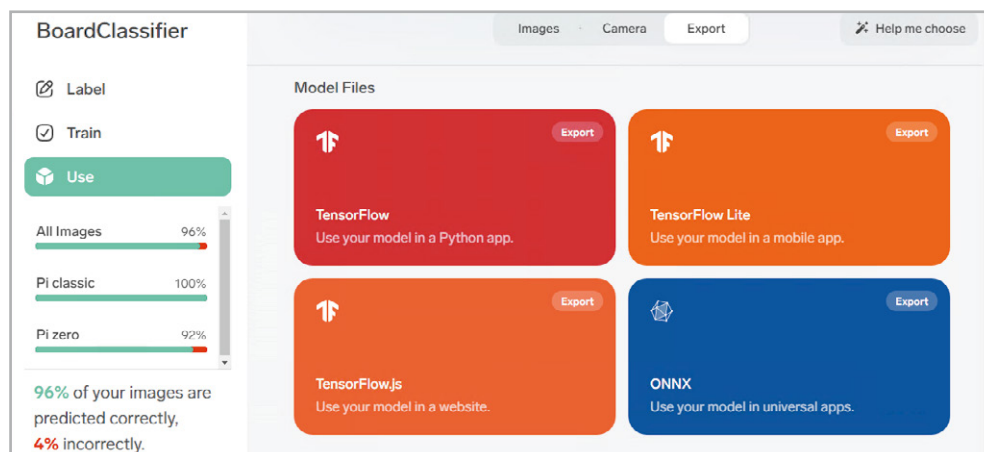 BoardClassifier
Images · Camera Export
Help me choose
Label
Train
Use
All Images 96%
Pi classic 100%
Pi zero 92%
96% of your images are
predicted correctly,
4% incorrectly.
Model Files
Export
TensorFlow
Use your model in a Python app.
Export
TensorFlow Lite
Use your model in a mobile app.
Export
TensorFlow.js
Use your model in a website.
Export
ONNX
Use your model in universal apps.